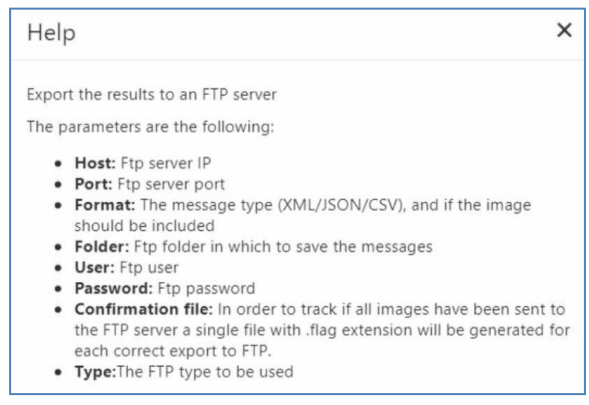 Help ×
Export the results to an FTP server
The parameters are the following:
• Host: Ftp server IP
• Port: Ftp server port
• Format: The message type (XML/JSON/CSV), and if the image
should be included
• Folder: Ftp folder in which to save the messages
• User: Ftp user
• Password: Ftp password
• Confirmation file: In order to track if all images have been sent to
the FTP server a single file with .flag extension will be generated for
each correct export to FTP.
• Type:The FTP type to be used